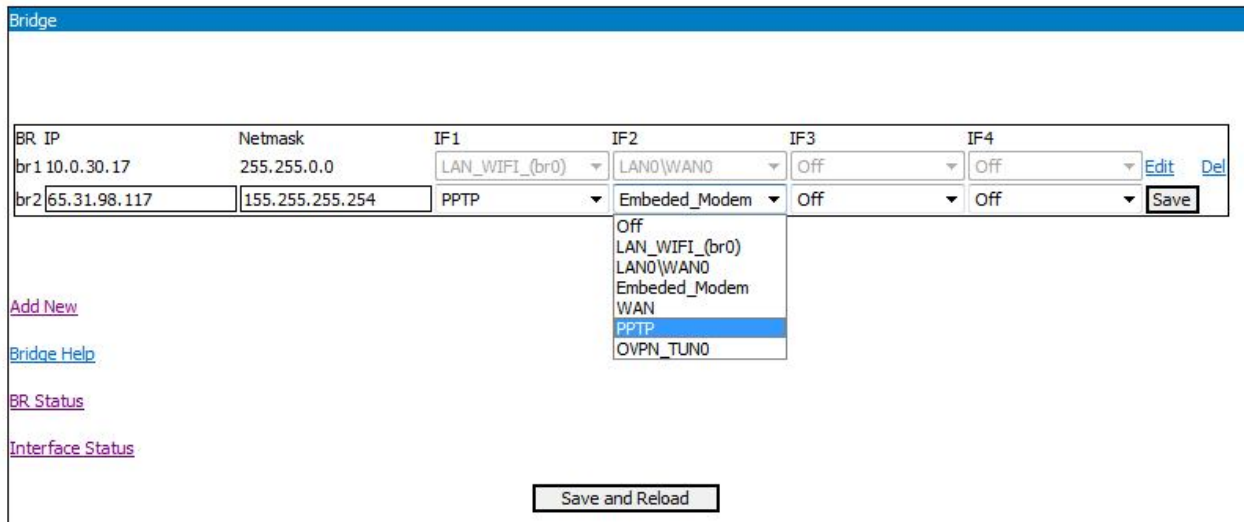 Bridge
BR IP Netmask IF1 IF2 IF3 IF4
br1 10.0.30.17 255.255.0.0 LAN_WIFI_(br0) LAN0\WAN0 Off Off Edit Del
br2 65.31.98.117 155.255.255.254 PPTP Embeded_Modem Off Off Save
Off
LAN_WIFI_(br0)
LAN0\WAN0
Embeded_Modem
WAN
PPTP
OVPN_TUN0
Add New
Bridge Help
BR Status
Interface Status
Save and Reload